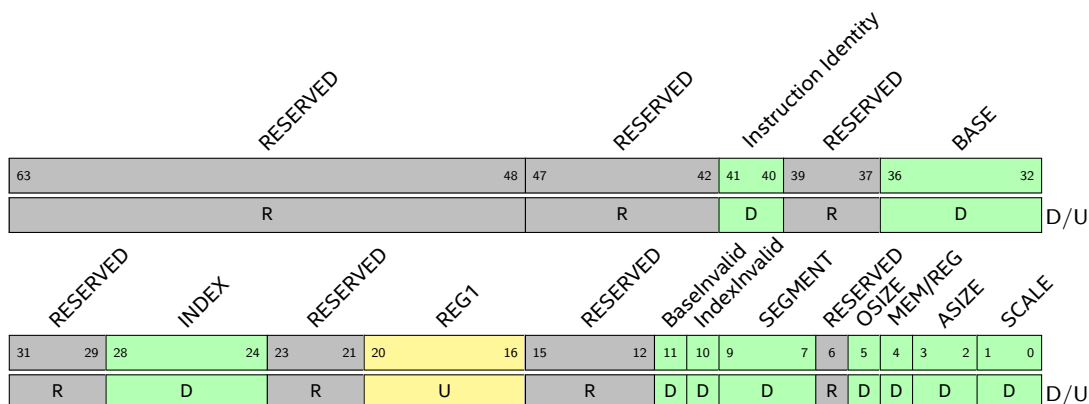 RESERVED RESERVED Instruction Identity RESERVED BASE
63 48 47 42 41 40 39 37 36 32
R R D R D D/U
RESERVED INDEX RESERVED REG1 RESERVED BaseInvalid IndexInvalid SEGMENT RESERVED OSIZE MEM/REG ASIZE SCALE
31 29 28 24 23 21 20 16 15 12 11 10 9 7 6 5 4 3 2 1 0
R D R U R D D D R D D D D D/U